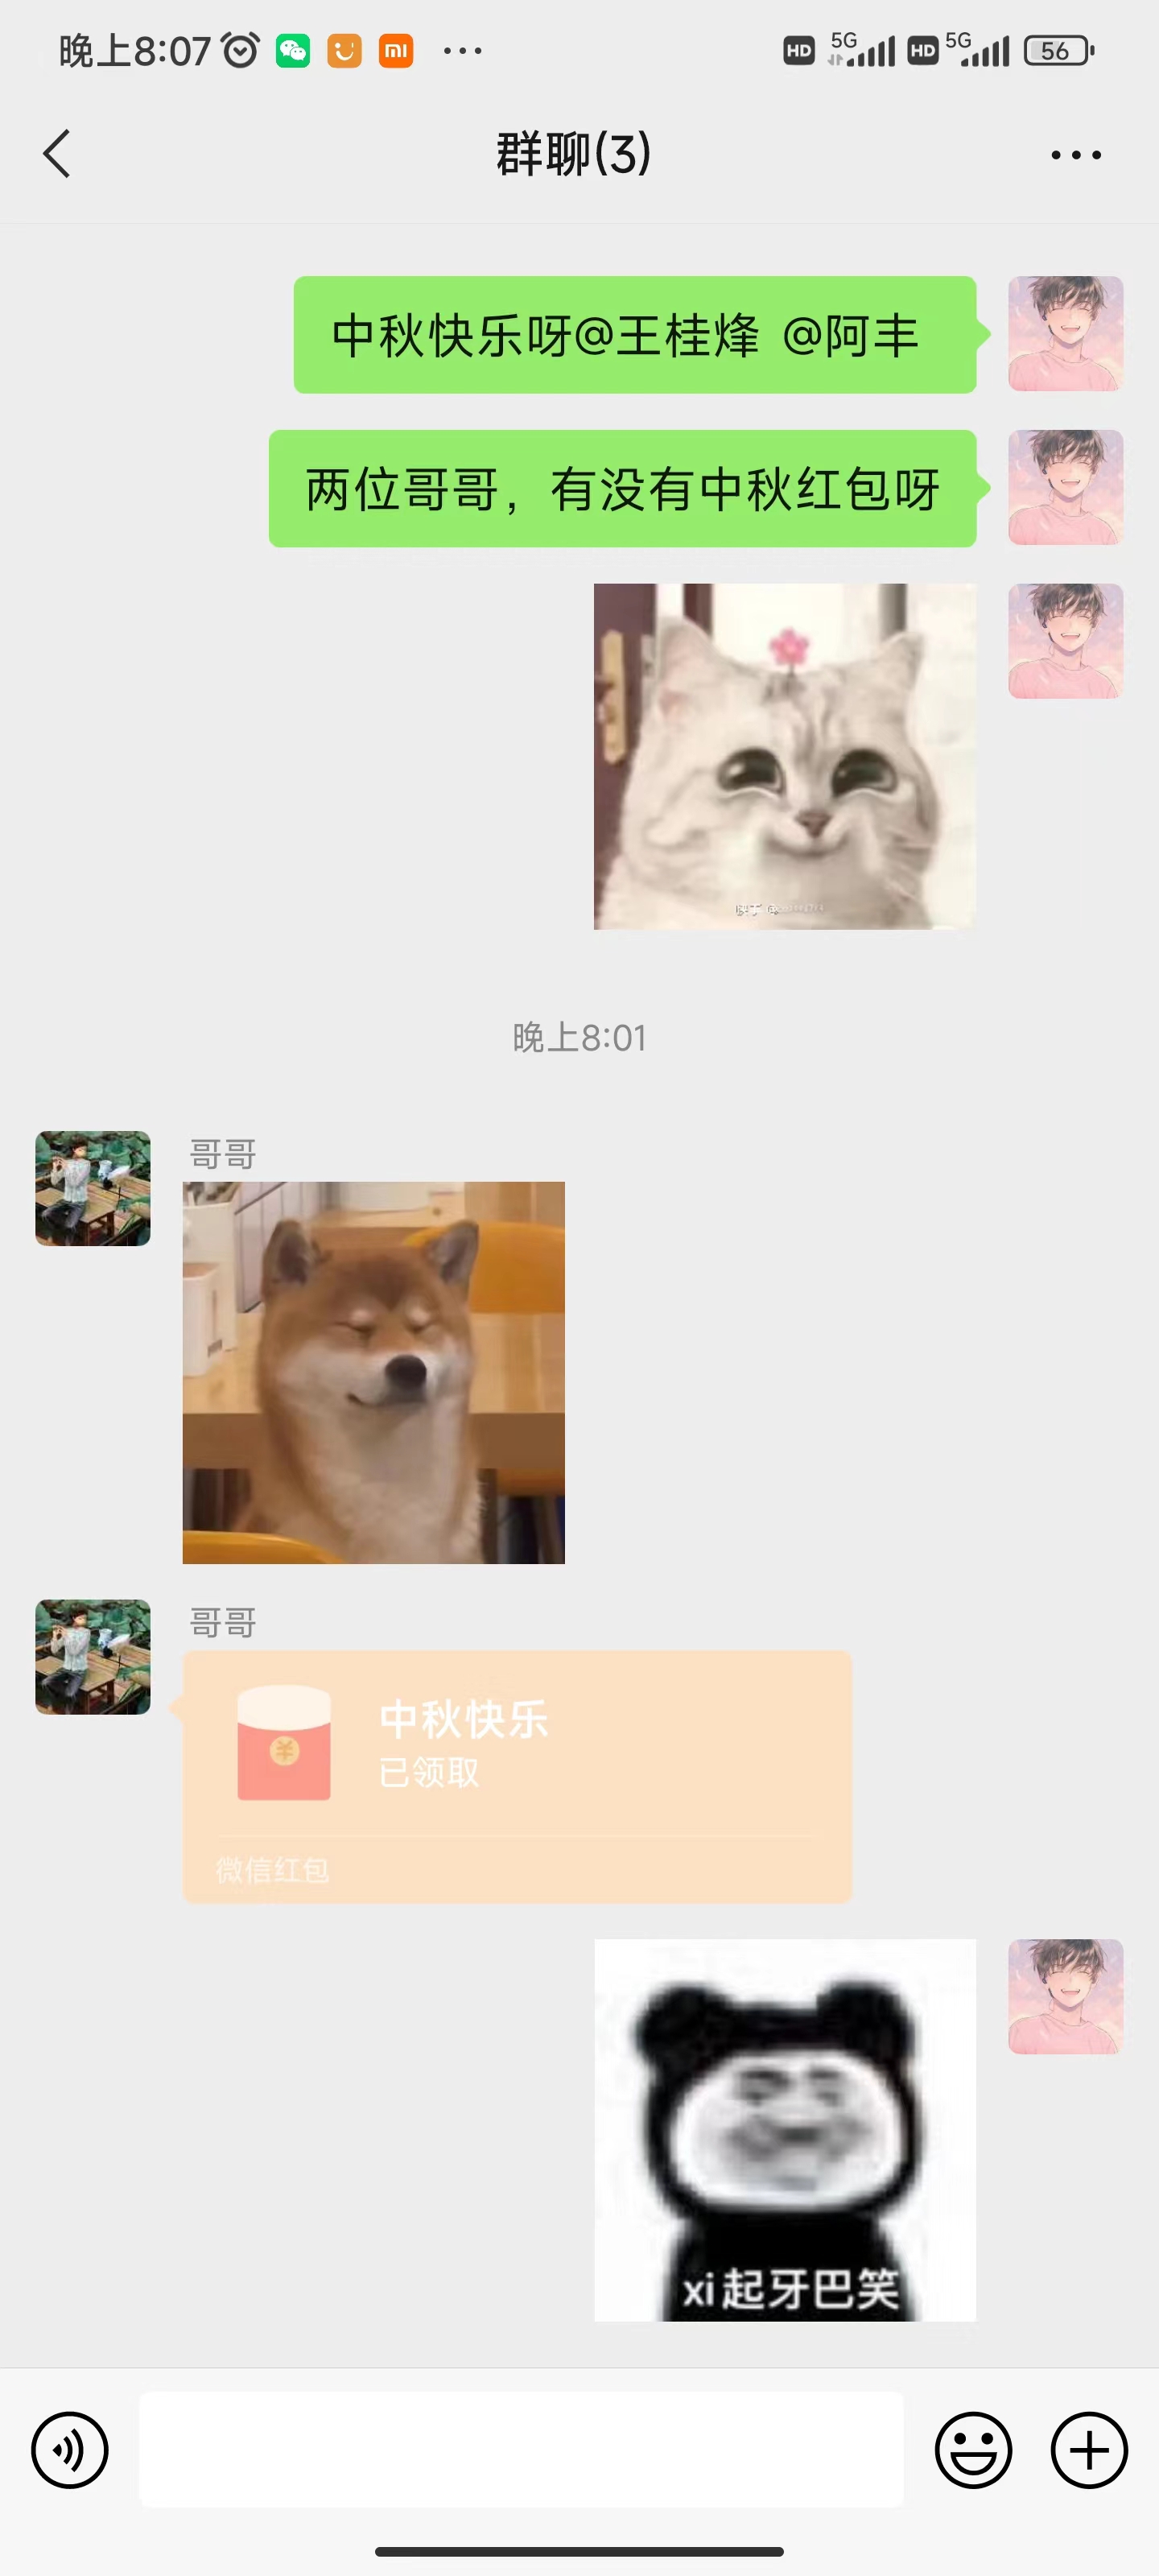 晚上8:07
HD 5G HD 5G 56
群聊(3)
中秋快乐呀@王桂烽 @阿丰
两位哥哥，有没有中秋红包呀
快手
晚上8:01
哥哥
哥哥
中秋快乐
已领取
微信红包
xi起牙巴笑